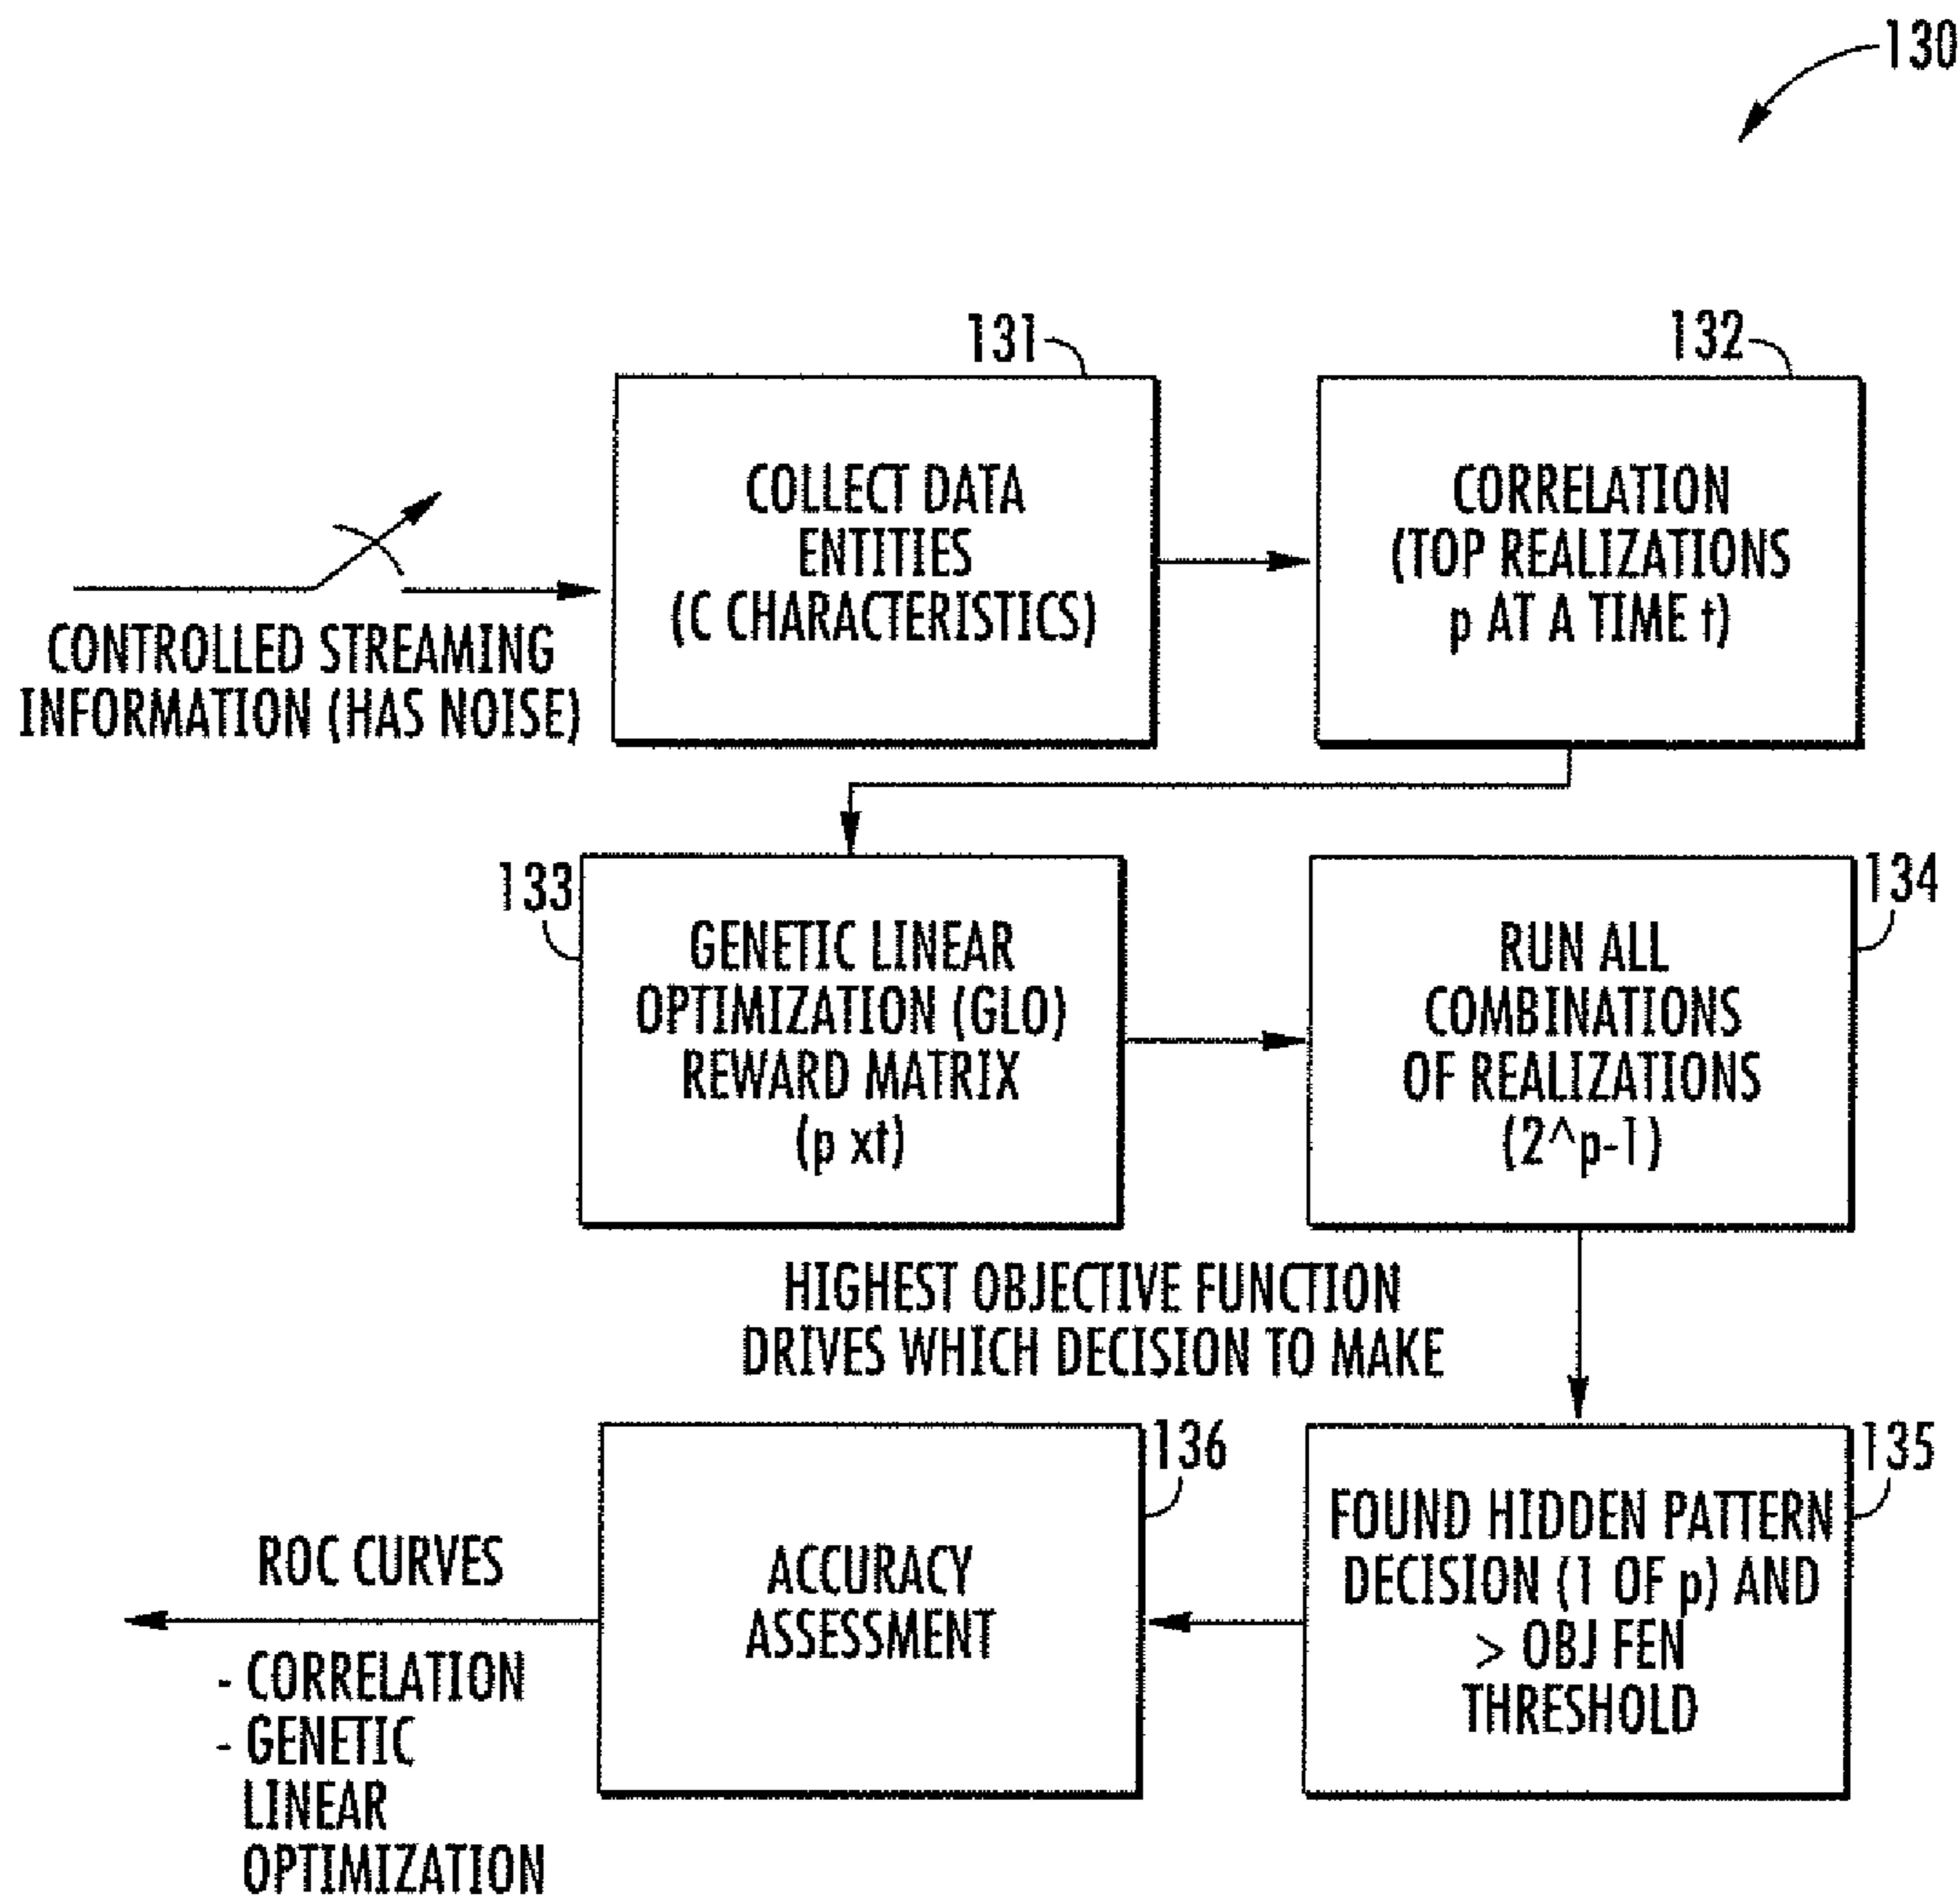 130
131
COLLECT DATA
ENTITIES
(C CHARACTERISTICS)
132
CORRELATION
(TOP REALIZATIONS
p AT A TIME t)
CONTROLLED STREAMING
INFORMATION (HAS NOISE)
133
GENETIC LINEAR
OPTIMIZATION (GLO)
REWARD MATRIX
(p xt)
134
RUN ALL
COMBINATIONS
OF REALIZATIONS
(2^p-1)
HIGHEST OBJECTIVE FUNCTION
DRIVES WHICH DECISION TO MAKE
135
FOUND HIDDEN PATTERN
DECISION (1 OF p) AND
> OBJ FEN
THRESHOLD
136
ACCURACY
ASSESSMENT
ROC CURVES
- CORRELATION
- GENETIC
LINEAR
OPTIMIZATION